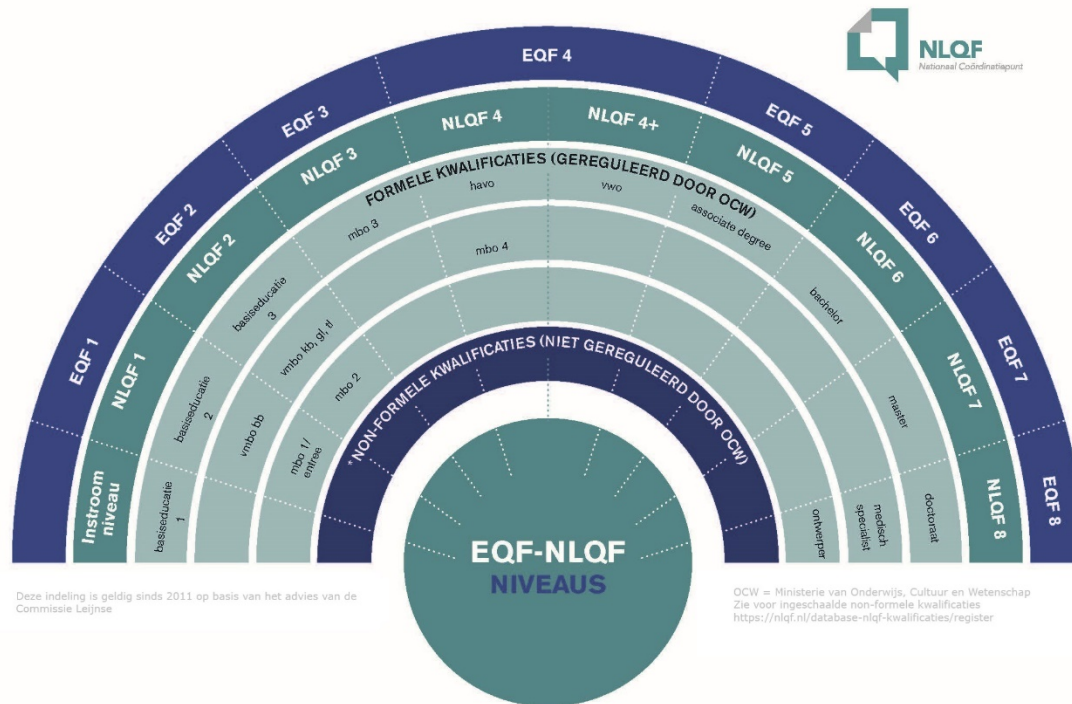 NLQF
Nationaal Coördinatiepunt
EQF 1
EQF 2
EQF 3
EQF 4
EQF 5
EQF 6
EQF 7
EQF 8
Instroom
niveau
NLQF 1
NLQF 2
NLQF 3
NLQF 4
NLQF 4+
NLQF 5
NLQF 6
NLQF 7
NLQF 8
FORMELE KWALIFICATIES (GEREGULEERD DOOR OCW)
basiseducatie
1
basiseducatie
2
basiseducatie
3
mbo 3
havo
vwo
associate degree
bachelor
master
doctoraat
vmbo bb
vmbo kb, gl, tl
mbo 4
medisch
specialist
mbo 1/
entree
mbo 2
ontwerper
*NON-FORMELE KWALIFICATIES (NIET GEREGULEERD DOOR OCW)
EQF-NLQF
NIVEAUS
Deze indeling is geldig sinds 2011 op basis van het advies van de
Commissie Leijnse
OCW = Ministerie van Onderwijs, Cultuur en Wetenschap
Zie voor ingeschaalde non-formele kwalificaties
https://nlqf.nl/database-nlqf-kwalificaties/register